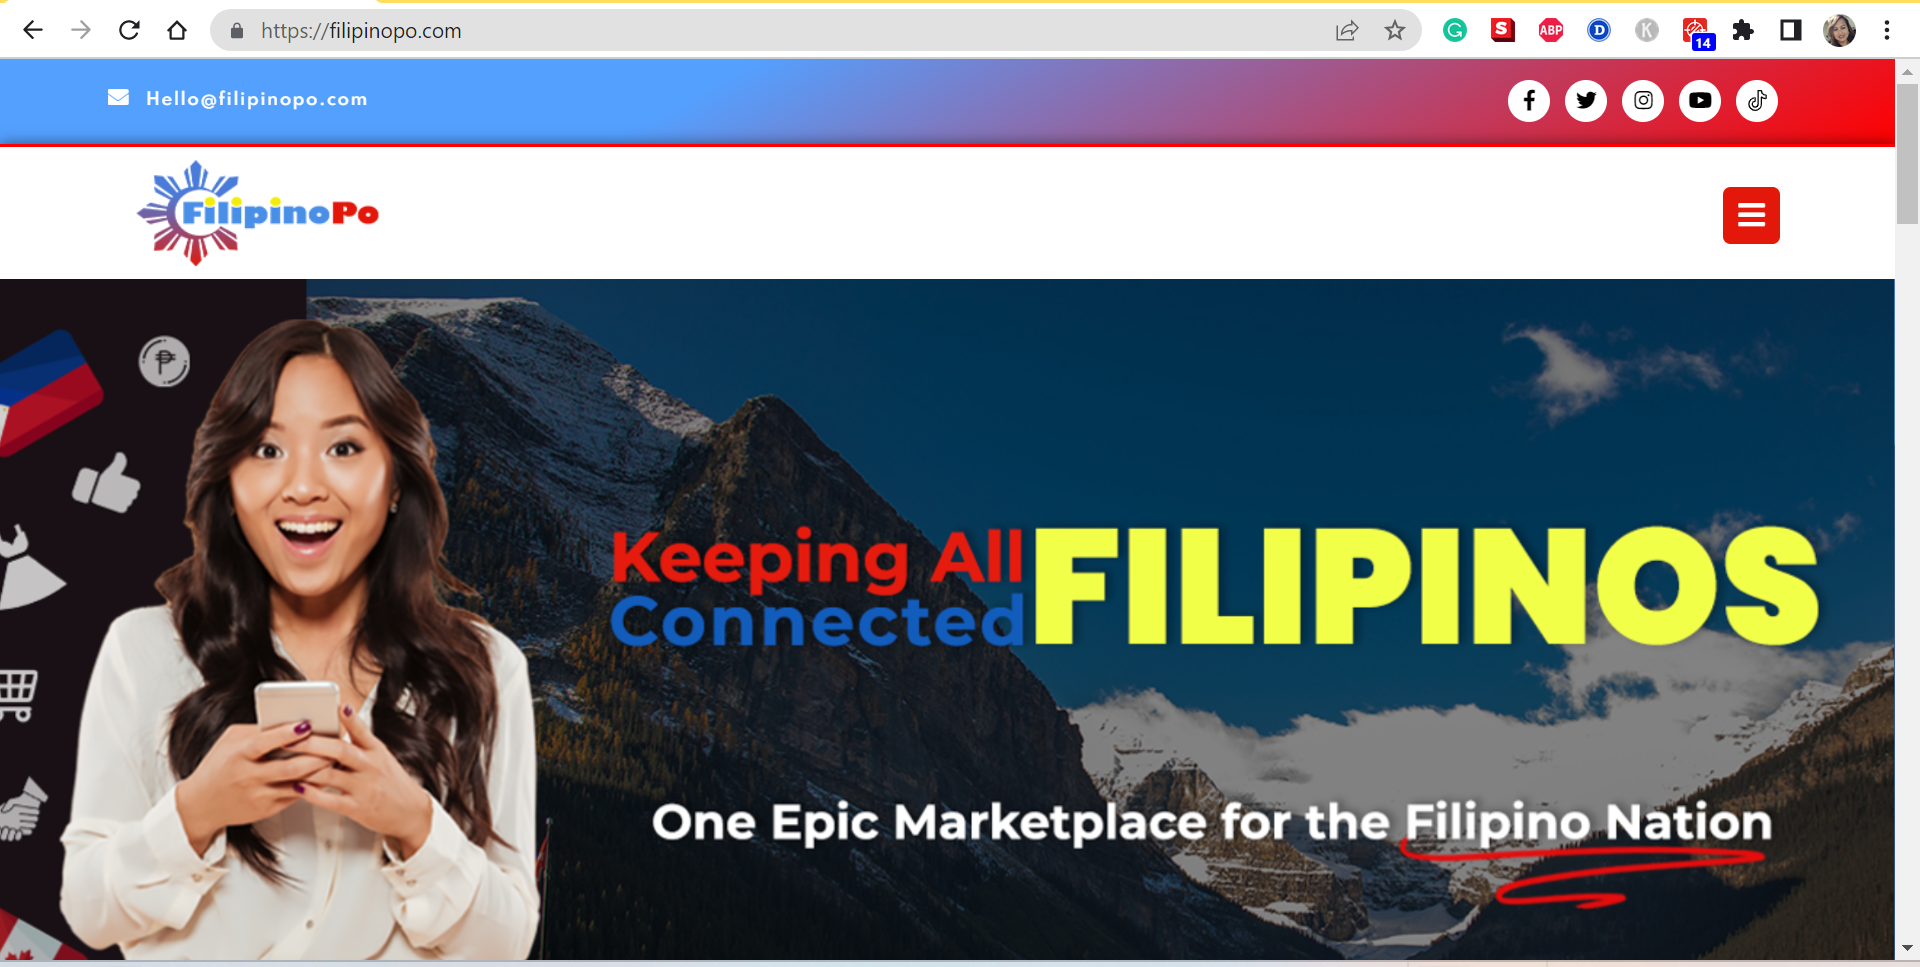 https://filipinopo.com
G
S
ABP
D
K
14
Hello@filipinopo.com
FilipinoPo
Keeping All
Connected
FILIPINOS
One Epic Marketplace for the Filipino Nation